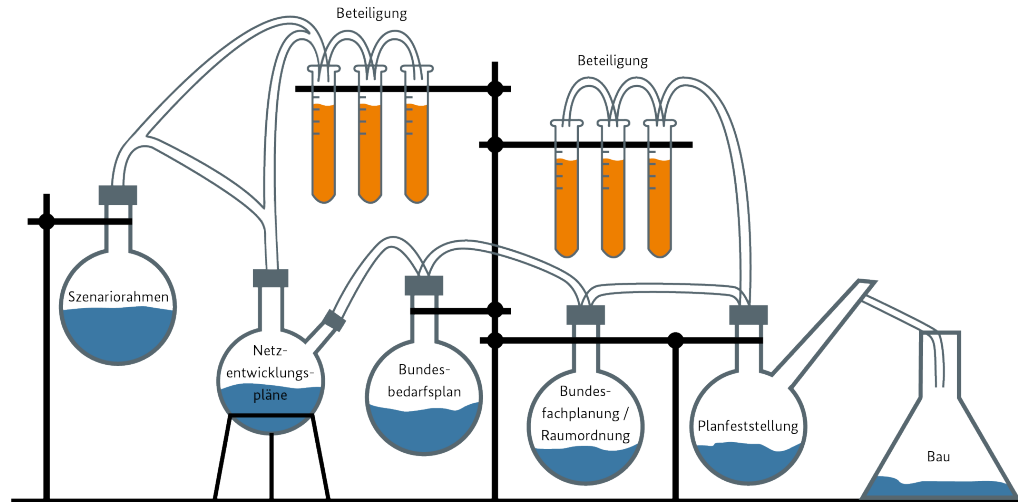 Beteiligung
Beteiligung
Szenariorahmen
Netz-
entwicklungs-
pläne
Bundes-
bedarfsplan
Bundes-
fachplanung /
Raumordnung
Planfeststellung
Bau